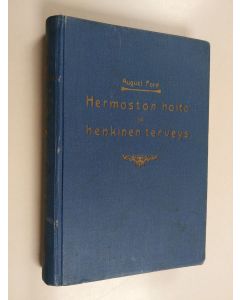 August Forel
Hermoston hoito
ja
henkinen terveys